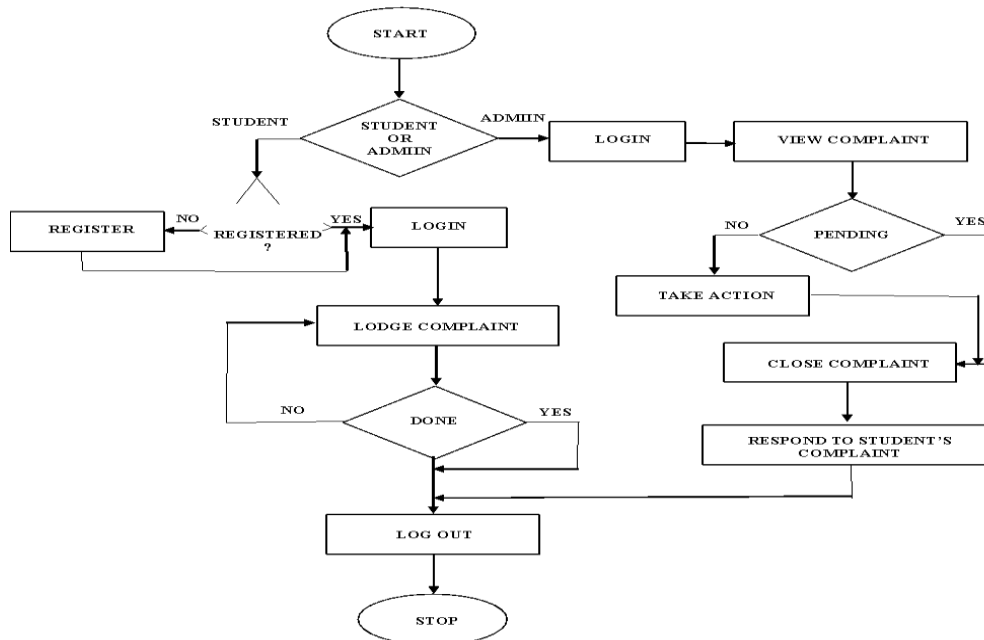 START
STUDENT
STUDENT
OR
ADMIIN
ADMIIN
LOGIN
VIEW COMPLAINT
REGISTER
NO
REGISTERED
?
YES
LOGIN
NO
PENDING
YES
TAKE ACTION
LODGE COMPLAINT
CLOSE COMPLAINT
NO
DONE
YES
RESPOND TO STUDENT'S
COMPLAINT
LOG OUT
STOP